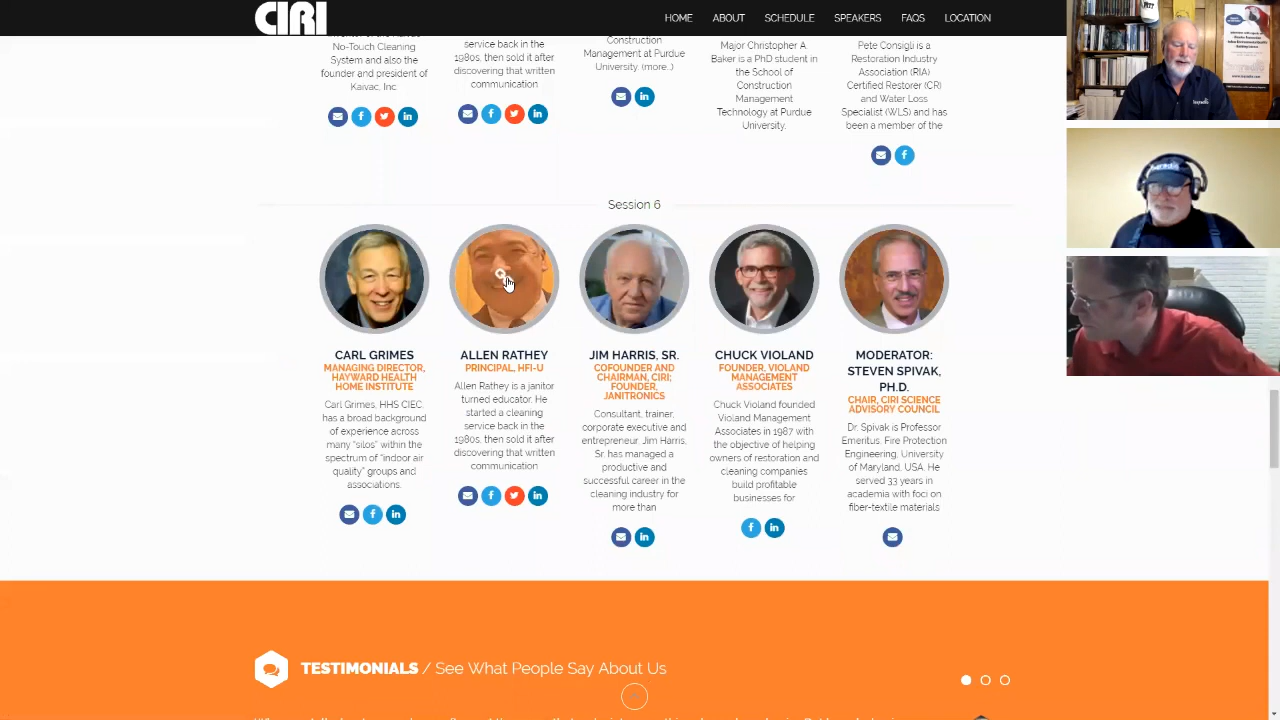 CIRI
HOME ABOUT SCHEDULE SPEAKERS FAQS LOCATION
No-Touch Cleaning
System and also the
founder and president of
Kaivac, Inc
service back in the
1980s, then sold it after
discovering that written
communication
Construction
Management at Purdue
University. (more..)
Major Christopher H
Baker is a PhD student in
the School of
Construction
Management
Technology at Purdue
University.
Pete Consigli is a
Restoration Industry
Association (RIA)
Certified Restorer (CR)
and Water Loss
Specialist (WLS) and has
been a member of the
Session 6
CARL GRIMES
MANAGING DIRECTOR,
HAYWARD HEALTH
HOME INSTITUTE
Carl Grimes, HHS CIEC,
has a broad background
of experience across
many “silos” within the
spectrum of “indoor air
quality” groups and
associations.
ALLEN RATHEY
PRINCIPAL, HFI-U
Allen Rathey is a janitor
turned educator. He
started a cleaning
service back in the
1980s, then sold it after
discovering that written
communication
JIM HARRIS, SR.
COFOUNDER AND
CHAIRMAN, CIRI;
FOUNDER,
JANITRONICS
Consultant, trainer,
corporate executive and
entrepreneur, Jim Harris,
Sr. has managed a
productive and
successful career in the
cleaning industry for
more than
CHUCK VIOLAND
FOUNDER, VIOLAND
MANAGEMENT
ASSOCIATES
Chuck Violand founded
Violand Management
Associates in 1987 with
the objective of helping
owners of restoration and
cleaning companies
build profitable
businesses for
MODERATOR:
STEVEN SPIVAK,
PH.D.
CHAIR, CIRI SCIENCE
ADVISORY COUNCIL
Dr. Spivak is Professor
Emeritus, Fire Protection
Engineering, University
of Maryland, USA. He
served 33 years in
academia with foci on
fiber-textile materials
TESTIMONIALS / See What People Say About Us